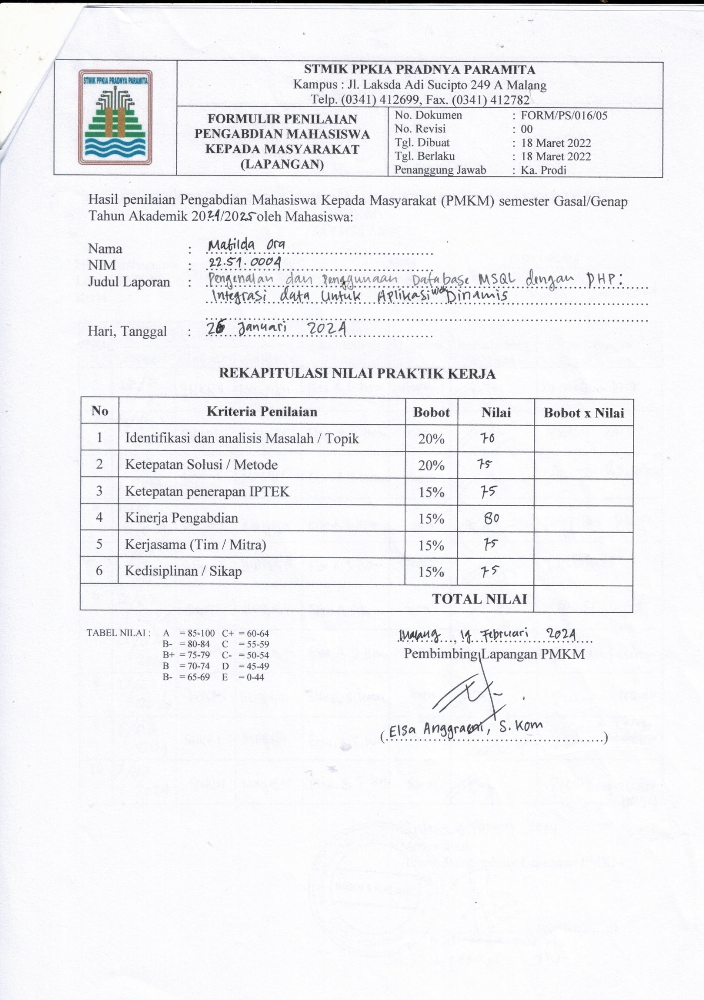 STMIK PPKIA PRADNYA PARAMITA
STMIK PPKIA PRADNYA PARAMITA
Kampus : Jl. Laksda Adi Sucipto 249 A Malang
Telp. (0341) 412699, Fax. (0341) 412782
FORMULIR PENILAIAN
PENGABDIAN MAHASISWA
KEPADA MASYARAKAT
(LAPANGAN)
No. Dokumen : FORM/PS/016/05
No. Revisi : 00
Tgl. Dibuat : 18 Maret 2022
Tgl. Berlaku : 18 Maret 2022
Penanggung Jawab : Ka. Prodi
Hasil penilaian Pengabdian Mahasiswa Kepada Masyarakat (PMKM) semester Gasal/Genap
Tahun Akademik 2024/2025 oleh Mahasiswa:
Nama : Matilda Ora
NIM : 22.51.0004
Judul Laporan : Pengenalan dan Penggunaan Database MSQL dengan PHP:
Integrasi data Untuk Aplikasi Web Dinamis
Hari, Tanggal : 26 Januari 2024
REKAPITULASI NILAI PRAKTIK KERJA
No Kriteria Penilaian Bobot Nilai Bobot x Nilai
1 Identifikasi dan analisis Masalah / Topik 20% 70
2 Ketepatan Solusi / Metode 20% 75
3 Ketepatan penerapan IPTEK 15% 75
4 Kinerja Pengabdian 15% 80
5 Kerjasama (Tim / Mitra) 15% 75
6 Kedisiplinan / Sikap 15% 75
TOTAL NILAI
TABEL NILAI : A = 85-100 C+ = 60-64
B- = 80-84 C = 55-59
B+ = 75-79 C- = 50-54
B = 70-74 D = 45-49
B- = 65-69 E = 0-44
Malang, 19 Februari 2024
Pembimbing Lapangan PMKM
(Elsa Anggraeni, S.Kom)